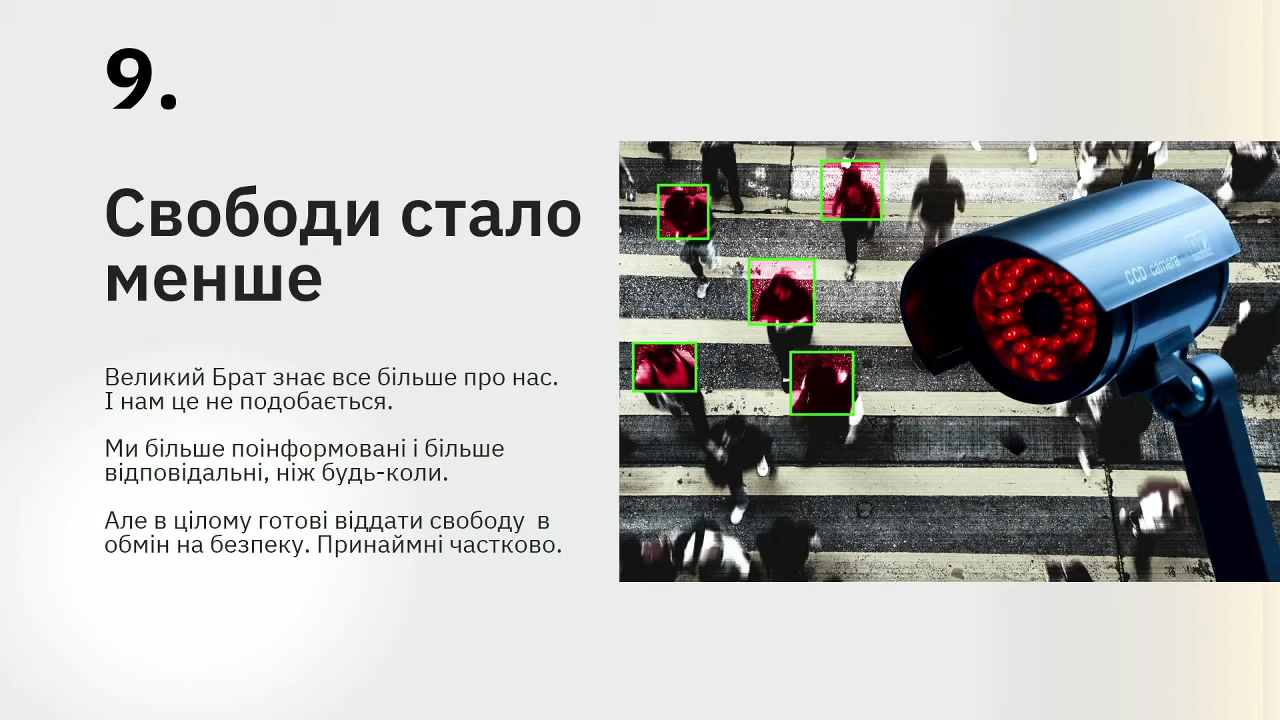 9.
Свободи стало
менше
Великий Брат знає все більше про нас.
І нам це не подобається.
Ми більше поінформовані і більше
відповідальні, ніж будь-коли.
Але в цілому готові віддати свободу  в
обмін на безпеку. Принаймні частково.
CCD camera